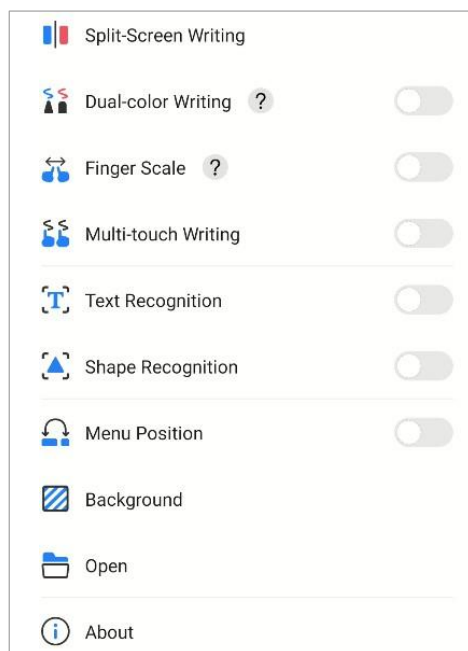 Split-Screen Writing
Dual-color Writing ?
Finger Scale ?
Multi-touch Writing
T Text Recognition
Shape Recognition
Menu Position
Background
Open
i About